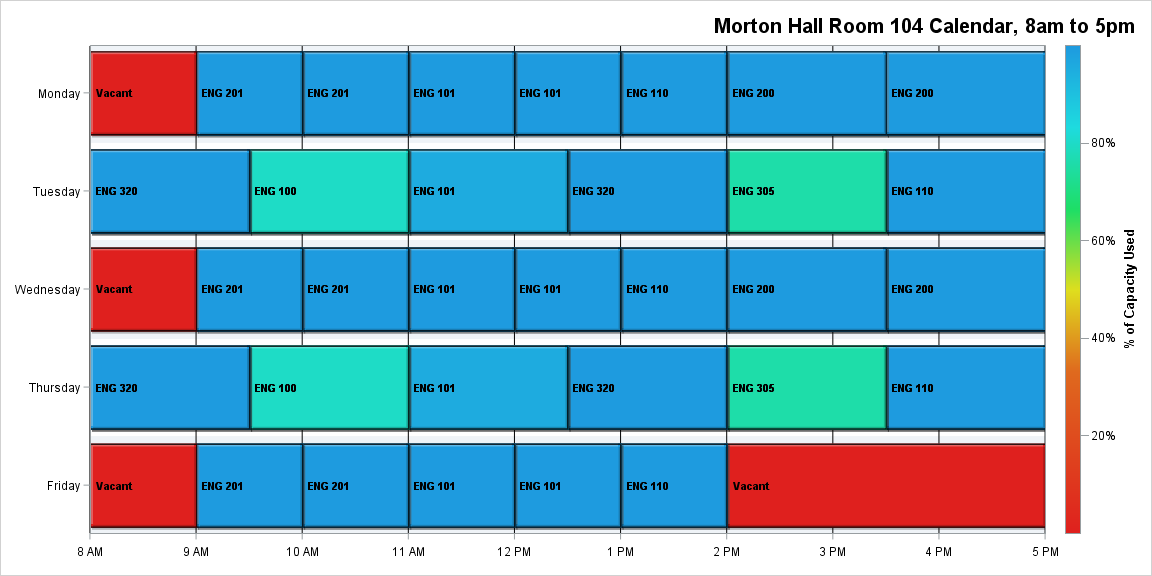 Morton Hall Room 104 Calendar, 8am to 5pm
Monday Vacant ENG 201 ENG 201 ENG 101 ENG 101 ENG 110 ENG 200 ENG 200
80%
Tuesday ENG 320 ENG 100 ENG 101 ENG 320 ENG 305 ENG 110
60%
Wednesday Vacant ENG 201 ENG 201 ENG 101 ENG 101 ENG 110 ENG 200 ENG 200
% of Capacity Used
40%
Thursday ENG 320 ENG 100 ENG 101 ENG 320 ENG 305 ENG 110
20%
Friday Vacant ENG 201 ENG 201 ENG 101 ENG 101 ENG 110 Vacant
8 AM 9 AM 10 AM 11 AM 12 PM 1 PM 2 PM 3 PM 4 PM 5 PM